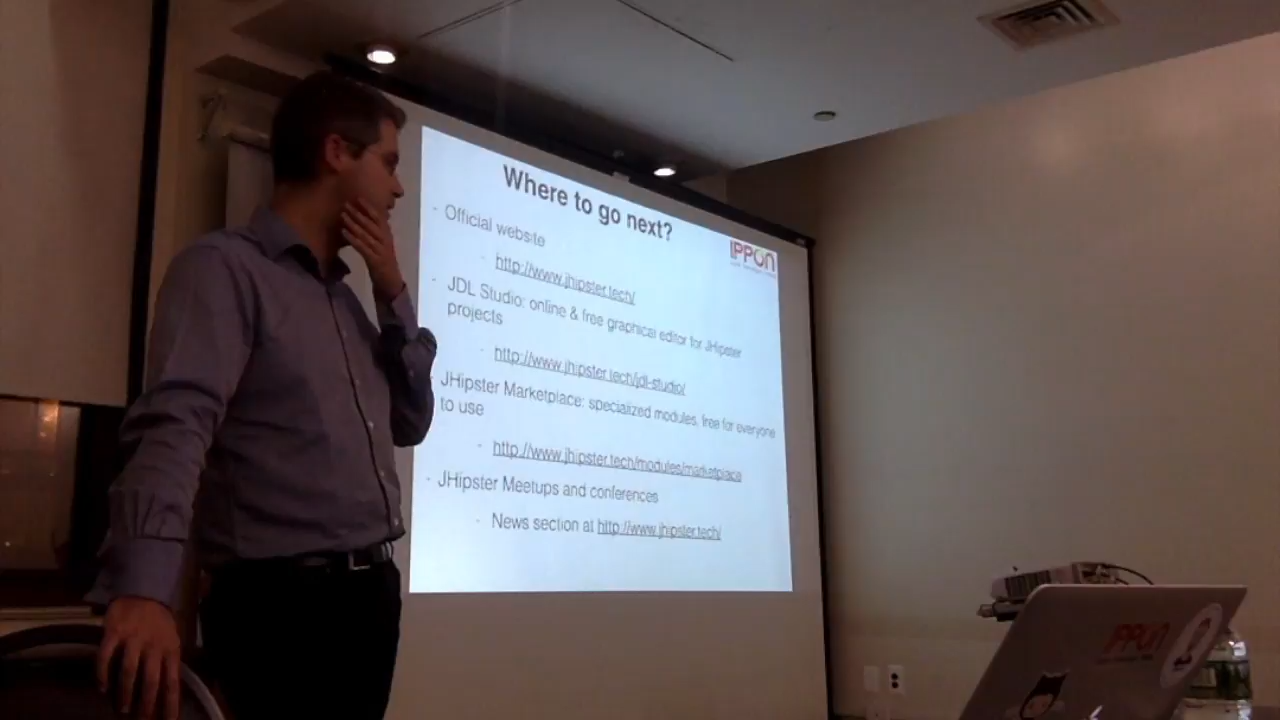 Where to go next?
- Official website
IPPON
- http://www.jhipster.tech/
- JDL Studio: online & free graphical editor for JHipster
projects
- http://www.jhipster.tech/jdl-studio/
JHipster Marketplace: specialized modules, free for everyone
to use
- http://www.jhipster.tech/modules/marketplace
- JHipster Meetups and conferences
- News section at http://www.jhipster.tech/
IPPON